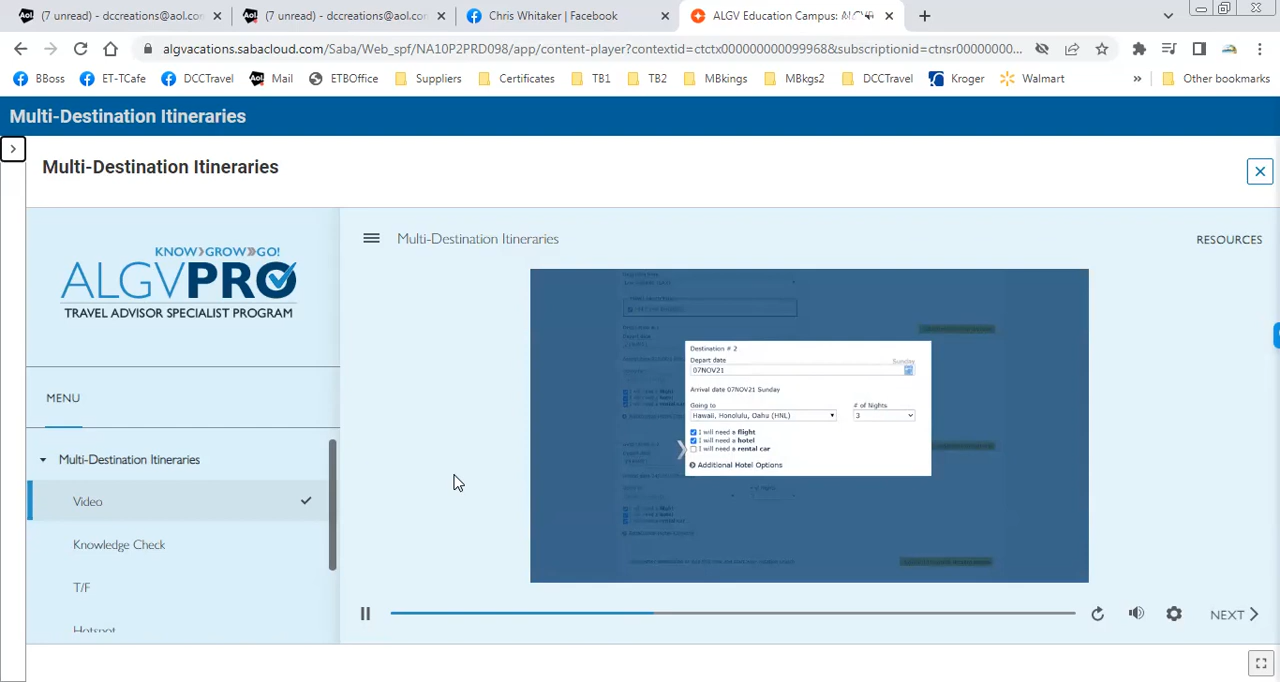 (7 unread) - dccreations@aol.co
(7 unread) - dccreations@aol.com
Chris Whitaker | Facebook
ALGV Education Campus: ALGVP
algvacations.sabacloud.com/Saba/Web_spf/NA10P2PRD098/app/content-player?contextid=ctctx000000000099968&subscriptionid=ctnsr00000000...
BBoss
ET-TCafe
DCCTravel
Aol.
Mail
ETBOffice
Suppliers
Certificates
TB1
TB2
MBkings
MBkgs2
DCCTravel
Kroger
Walmart
»
Other bookmarks
Multi-Destination Itineraries
Multi-Destination Itineraries
KNOW GROW GO!
ALGVPRO
TRAVEL ADVISOR SPECIALIST PROGRAM
Multi-Destination Itineraries
RESOURCES
MENU
Multi-Destination Itineraries
Video
Knowledge Check
T/F
Hotspot
Destination # 2
Depart date
Sunday
07NOV21
Arrival date 07NOV21 Sunday
Going to
# of Nights
Hawaii, Honolulu, Oahu (HNL)
3
I will need a flight
I will need a hotel
I will need a rental car
Additional Hotel Options
NEXT